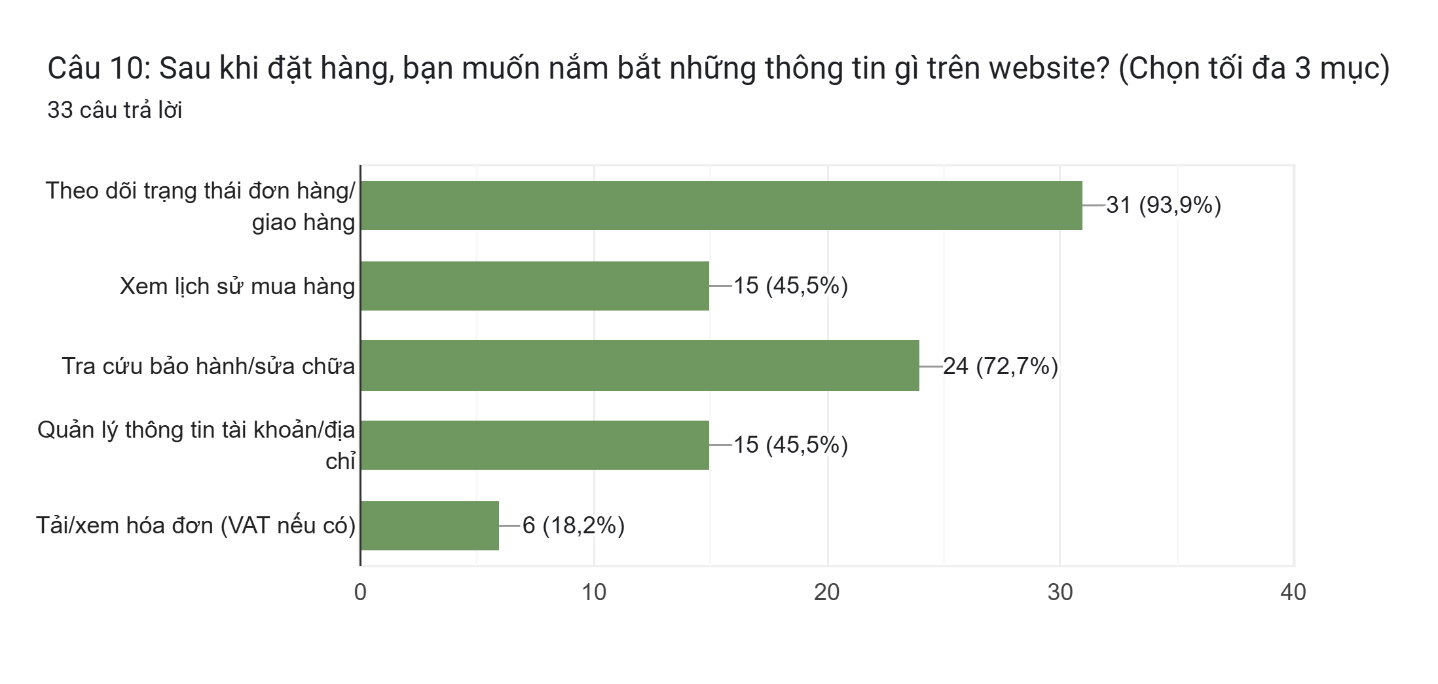 Câu 10: Sau khi đặt hàng, bạn muốn nắm bắt những thông tin gì trên website? (Chọn tối đa 3 mục)
33 câu trả lời
Theo dõi trạng thái đơn hàng/
giao hàng
31 (93,9%)
Xem lịch sử mua hàng
15 (45,5%)
Tra cứu bảo hành/sửa chữa
24 (72,7%)
Quản lý thông tin tài khoản/địa
chỉ
15 (45,5%)
Tải/xem hóa đơn (VAT nếu có)
6 (18,2%)
0 10 20 30 40